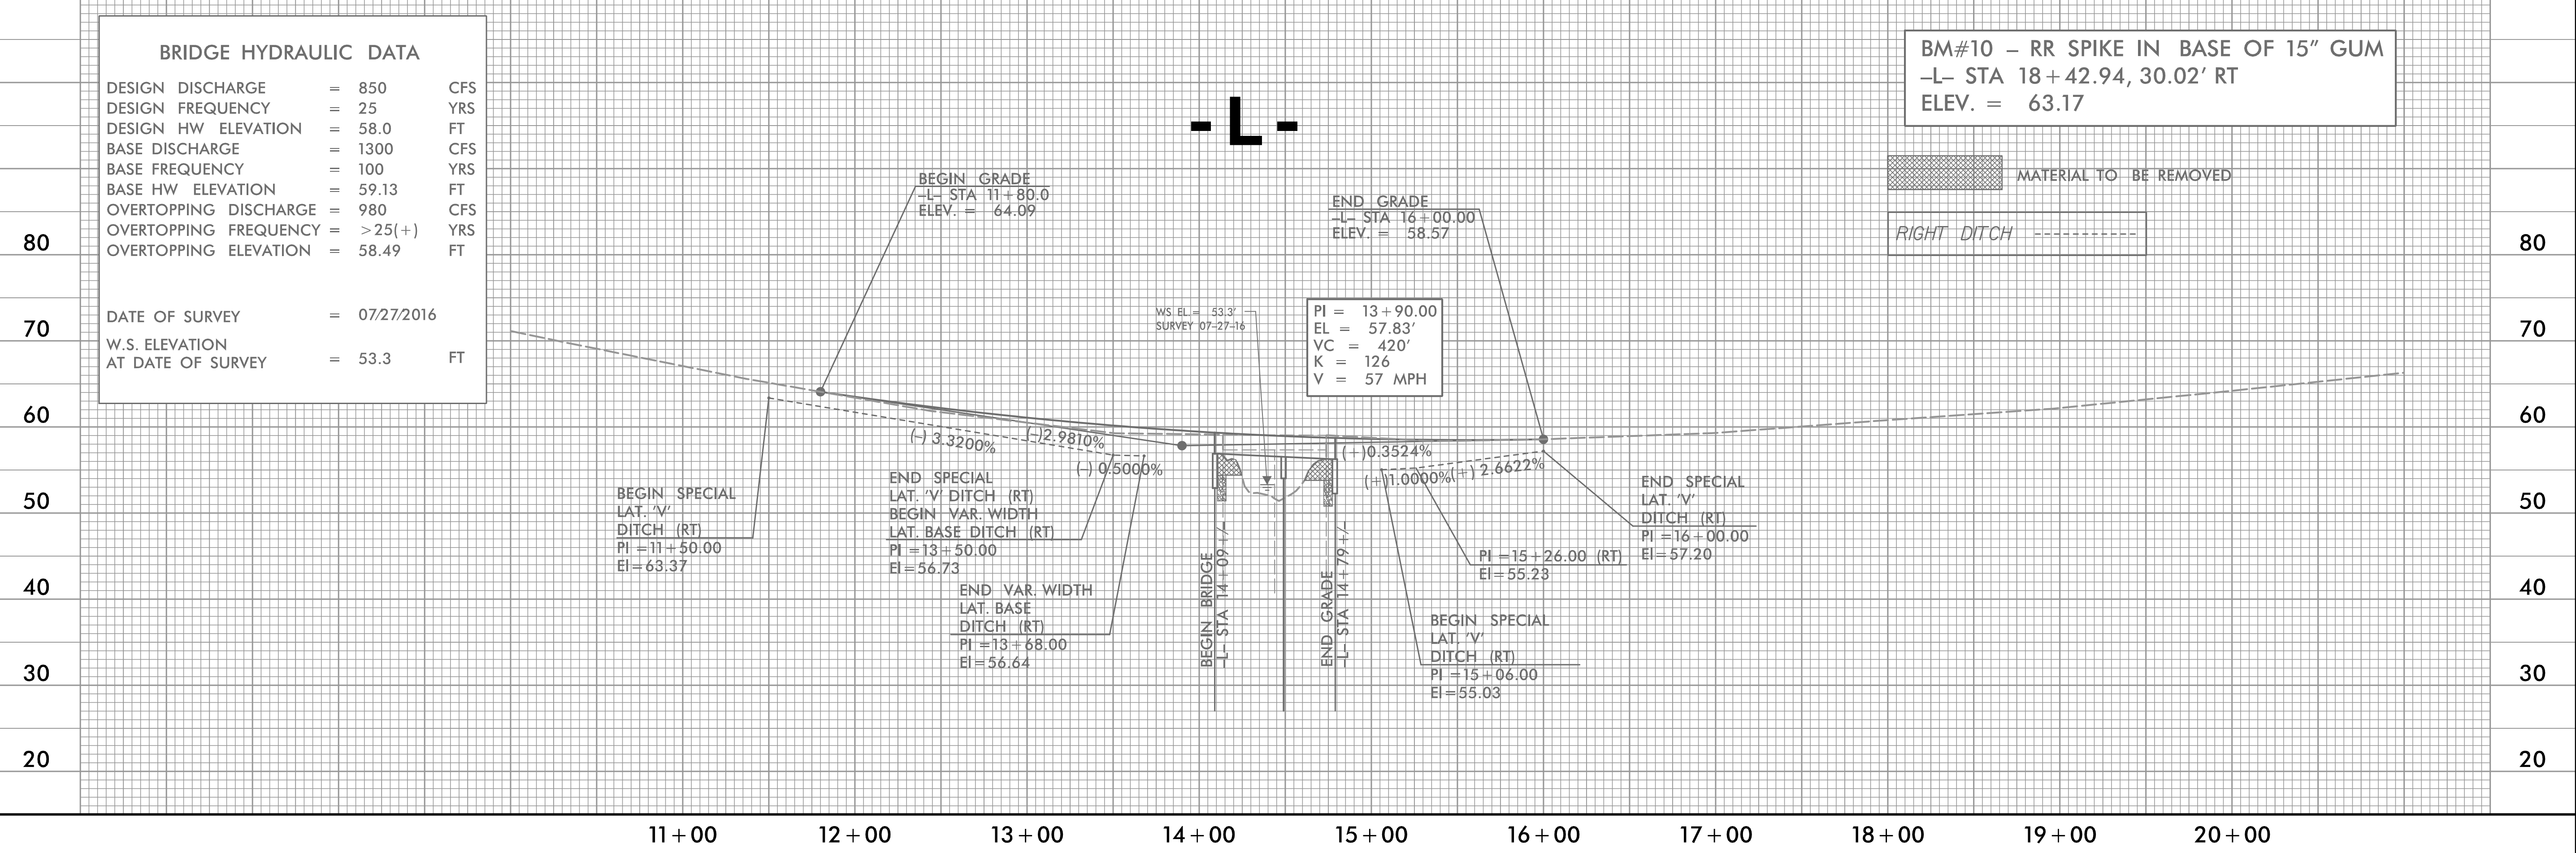 BRIDGE HYDRAULIC DATA
DESIGN DISCHARGE = 850 CFS
DESIGN FREQUENCY = 25 YRS
DESIGN HW ELEVATION = 58.0 FT
BASE DISCHARGE = 1300 CFS
BASE FREQUENCY = 100 YRS
BASE HW ELEVATION = 59.13 FT
OVERTOPPING DISCHARGE = 980 CFS
OVERTOPPING FREQUENCY = >25(+) YRS
OVERTOPPING ELEVATION = 58.49 FT
DATE OF SURVEY = 07/27/2016
W.S. ELEVATION
AT DATE OF SURVEY = 53.3 FT
-L-
BM#10 – RR SPIKE IN BASE OF 15" GUM
–L– STA 18+42.94, 30.02' RT
ELEV. = 63.17
MATERIAL TO BE REMOVED
RIGHT DITCH
BEGIN GRADE
–L– STA 11+80.0
ELEV. = 64.09
END GRADE
–L– STA 16+00.00
ELEV. = 58.57
WS EL.= 53.3'
SURVEY 07–27–16
PI = 13+90.00
EL = 57.83'
VC = 420'
K = 126
V = 57 MPH
(–) 3.3200%
(–)2.9810%
(–) 0.5000%
(+)0.3524%
(+)1.0000%
(+) 2.6622%
BEGIN SPECIAL
LAT. 'V'
DITCH (RT)
PI =11+50.00
El=63.37
END SPECIAL
LAT. 'V' DITCH (RT)
BEGIN VAR. WIDTH
LAT. BASE DITCH (RT)
PI =13+50.00
El=56.73
END VAR. WIDTH
LAT. BASE
DITCH (RT)
PI =13+68.00
El=56.64
BEGIN BRIDGE
–L– STA 14+09 +/–
END GRADE
–L– STA 14+79 +/–
END SPECIAL
LAT. 'V'
DITCH (RT)
PI =16+00.00
El=57.20
PI =15+26.00 (RT)
El=55.23
BEGIN SPECIAL
LAT. 'V'
DITCH (RT)
PI =15+06.00
El=55.03
80
70
60
50
40
30
20
80
70
60
50
40
30
20
11+00 12+00 13+00 14+00 15+00 16+00 17+00 18+00 19+00 20+00